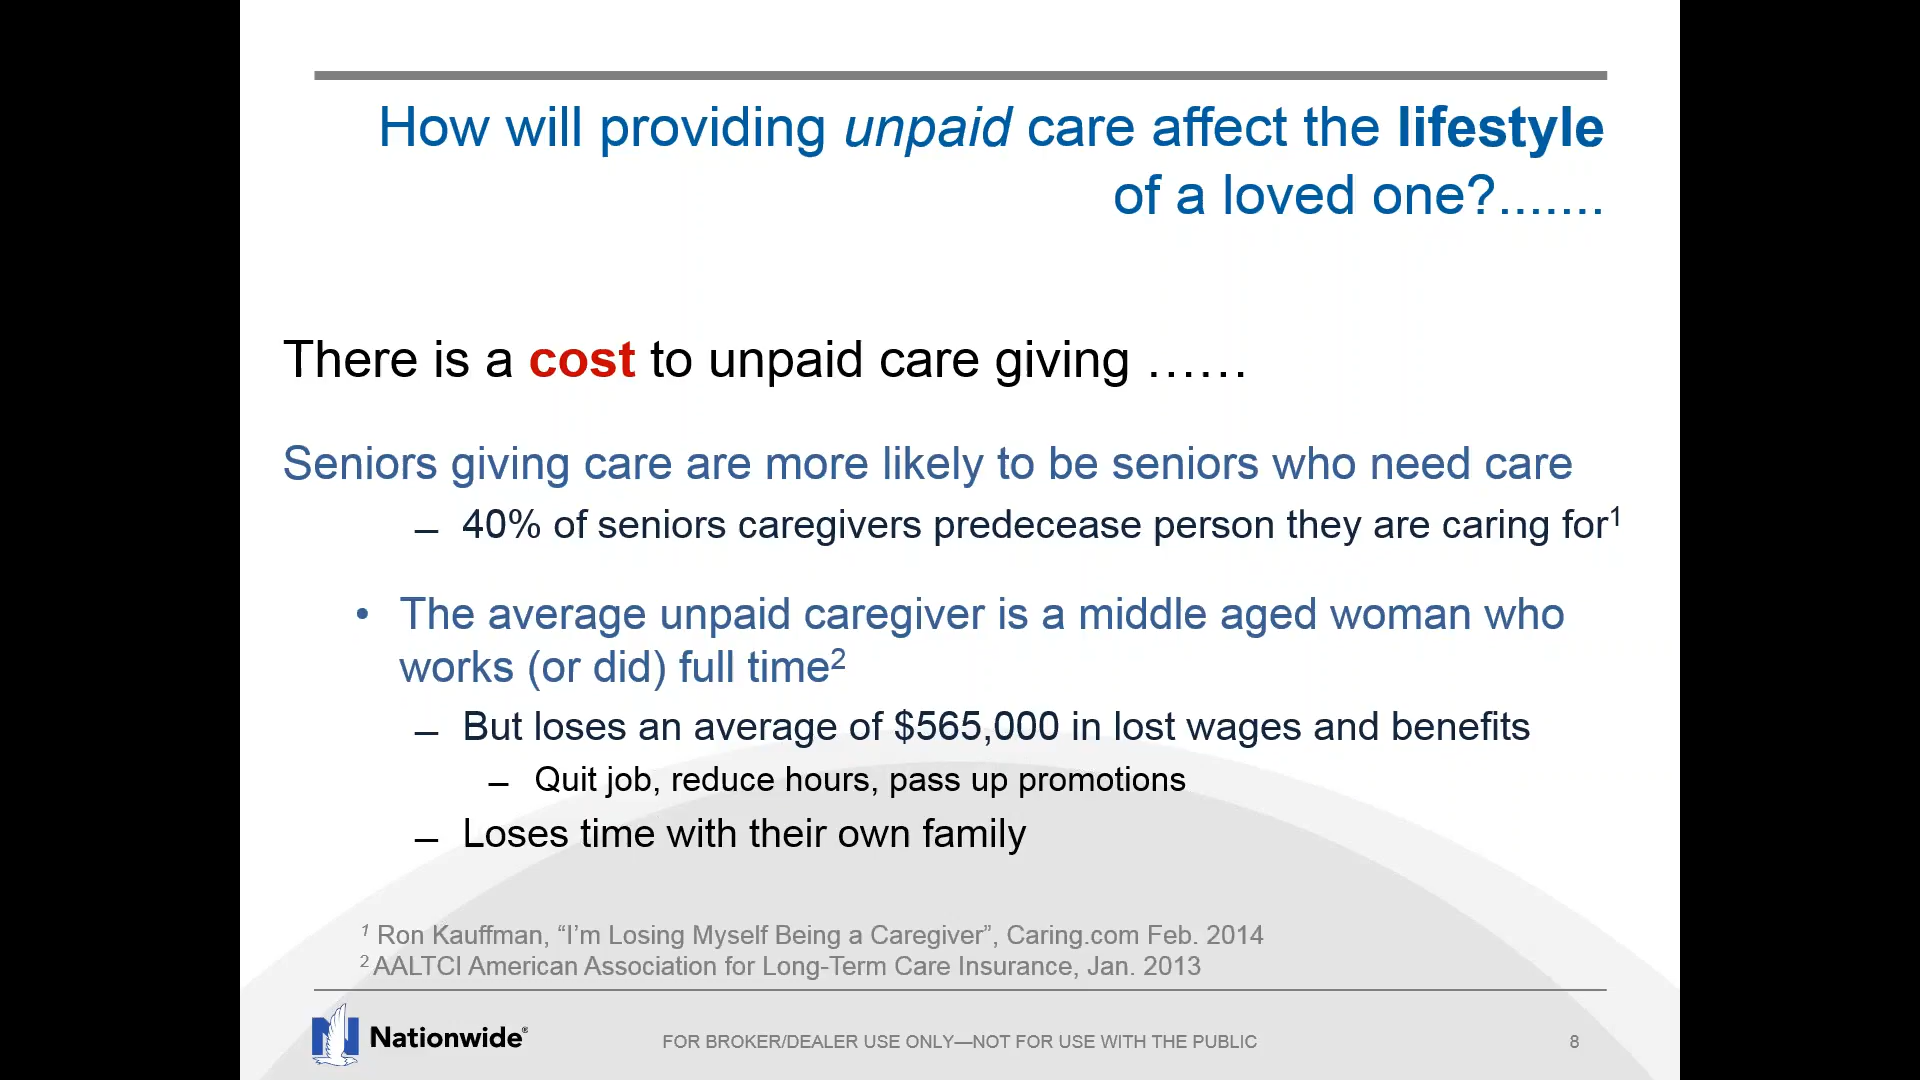 How will providing unpaid care affect the lifestyle
of a loved one?.......
There is a cost to unpaid care giving ……
Seniors giving care are more likely to be seniors who need care
– 40% of seniors caregivers predecease person they are caring for¹
• The average unpaid caregiver is a middle aged woman who
works (or did) full time²
– But loses an average of $565,000 in lost wages and benefits
– Quit job, reduce hours, pass up promotions
– Loses time with their own family
¹ Ron Kauffman, “I’m Losing Myself Being a Caregiver”, Caring.com Feb. 2014
² AALTCI American Association for Long-Term Care Insurance, Jan. 2013
N Nationwide®
FOR BROKER/DEALER USE ONLY—NOT FOR USE WITH THE PUBLIC
8